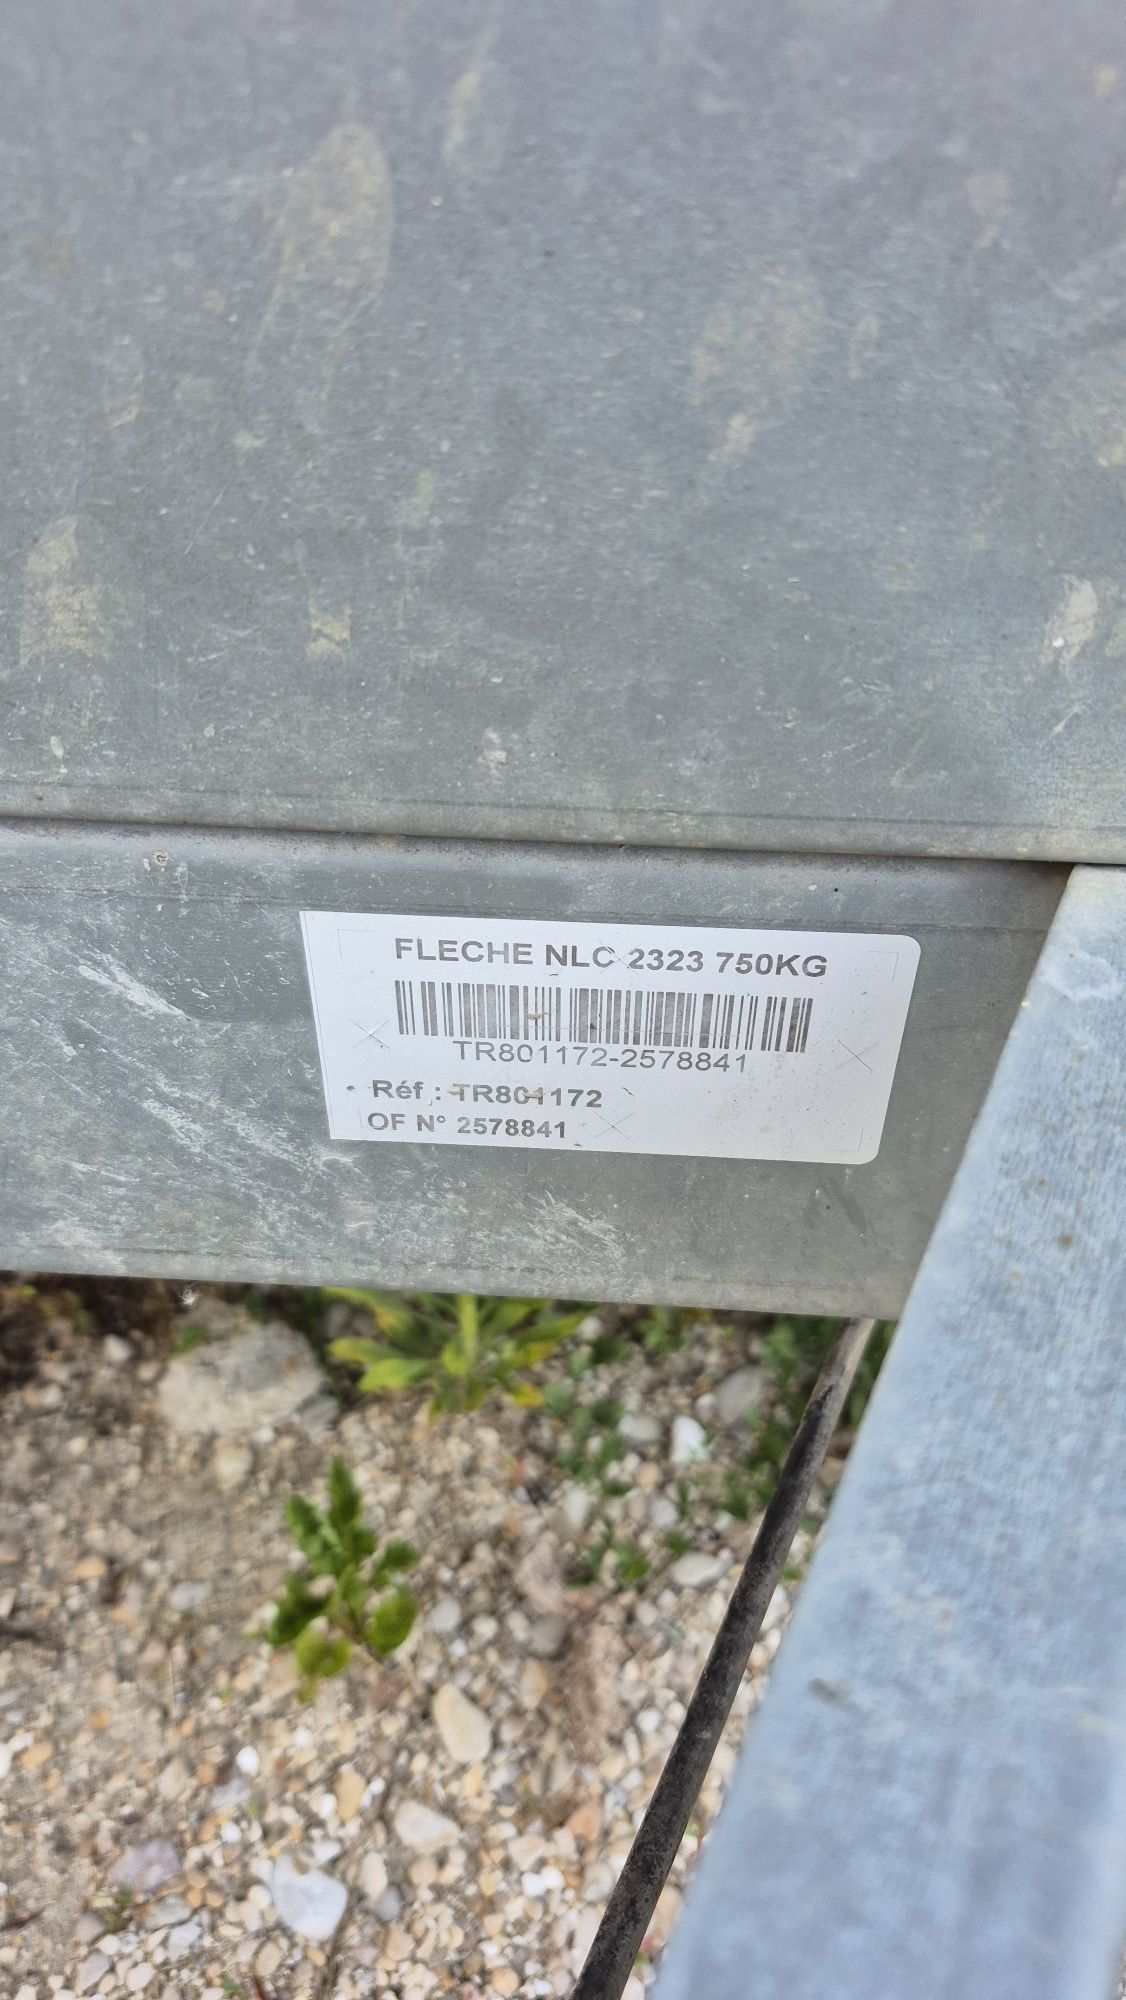 FLECHE NLC 2323 750KG
TR801172-2578841
Réf : TR801172
OF N° 2578841